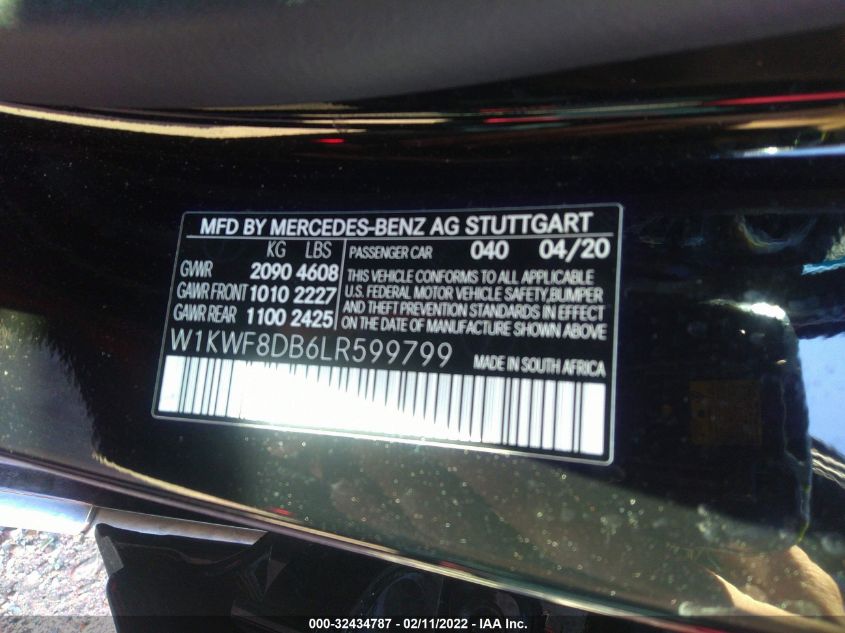 MFD BY MERCEDES-BENZ AG STUTTGART
KG LBS
GVWR 2090 4608
GAWR FRONT 1010 2227
GAWR REAR 1100 2425
PASSENGER CAR 040 04/20
THIS VEHICLE CONFORMS TO ALL APPLICABLE
U.S. FEDERAL MOTOR VEHICLE SAFETY,BUMPER
AND THEFT PREVENTION STANDARDS IN EFFECT
ON THE DATE OF MANUFACTURE SHOWN ABOVE
W1KWF8DB6LR599799
MADE IN SOUTH AFRICA
000-32434787 - 02/11/2022 - IAA Inc.